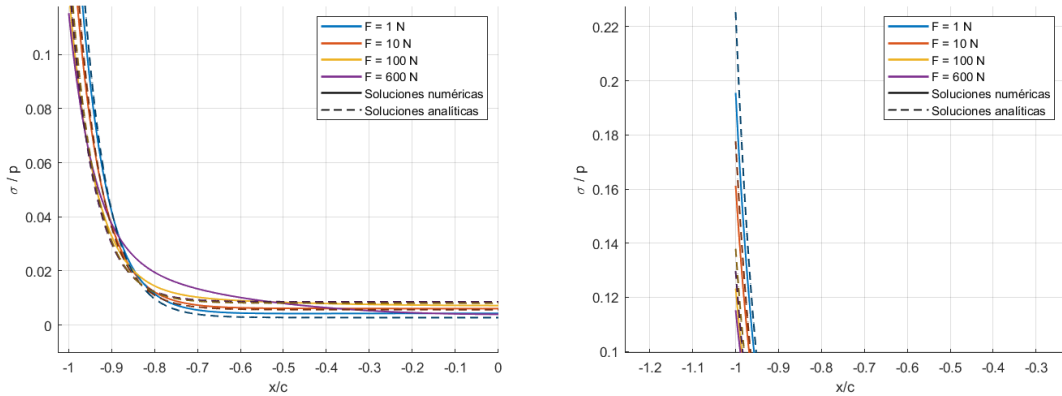 0.1
0.08
0.06
0.04
0.02
0
σ / p
-1 -0.9 -0.8 -0.7 -0.6 -0.5 -0.4 -0.3 -0.2 -0.1 0
x/c
F = 1 N
F = 10 N
F = 100 N
F = 600 N
Soluciones numéricas
Soluciones analíticas
0.22
0.2
0.18
0.16
0.14
0.12
0.1
σ / p
-1.2 -1.1 -1 -0.9 -0.8 -0.7 -0.6 -0.5 -0.4 -0.3
x/c
F = 1 N
F = 10 N
F = 100 N
F = 600 N
Soluciones numéricas
Soluciones analíticas